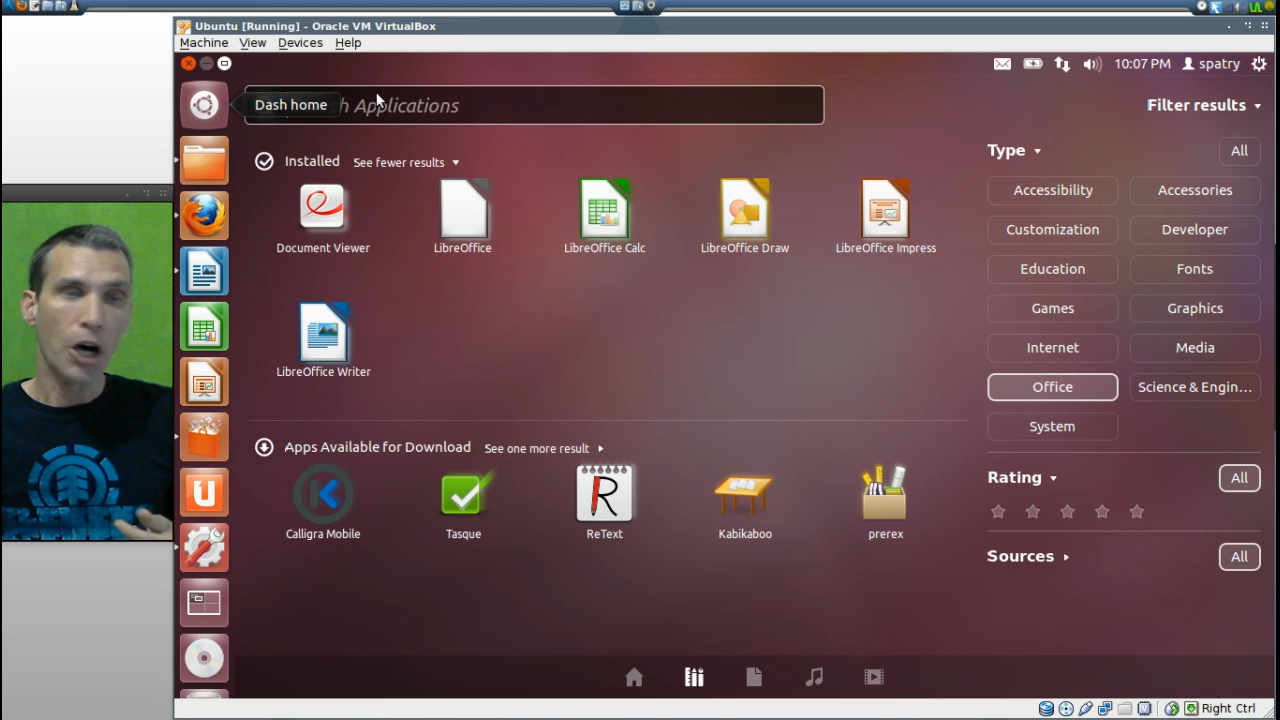 Ubuntu [Running] - Oracle VM VirtualBox
Machine View Devices Help
10:07 PM spatry
Dash home
h Applications
Filter results
Installed See fewer results
Type All
Document Viewer LibreOffice LibreOffice Calc LibreOffice Draw LibreOffice Impress
Accessibility Accessories
Customization Developer
Education Fonts
Games Graphics
Internet Media
LibreOffice Writer
Office Science & Engin...
System
Apps Available for Download See one more result
Rating All
Calligra Mobile Tasque ReText Kabikaboo prerex
Sources All
Right Ctrl